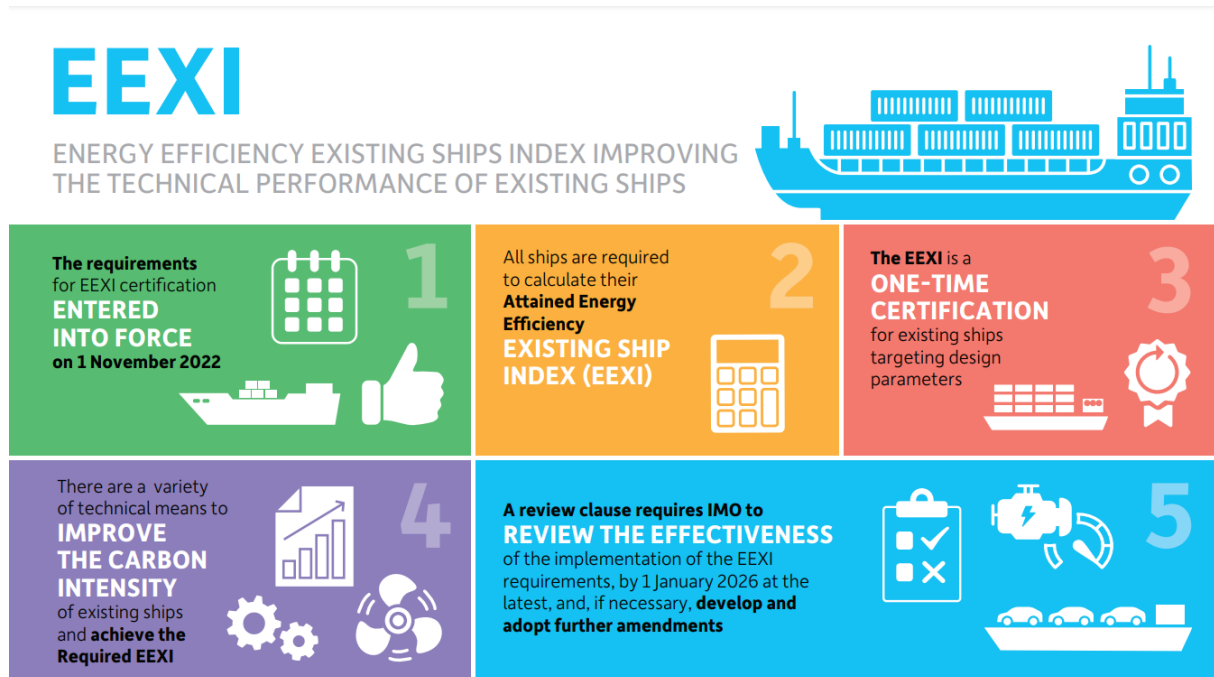 EEXI
ENERGY EFFICIENCY EXISTING SHIPS INDEX IMPROVING
THE TECHNICAL PERFORMANCE OF EXISTING SHIPS
1
The requirements
for EEXI certification
ENTERED
INTO FORCE
on 1 November 2022
2
All ships are required
to calculate their
Attained Energy
Efficiency
EXISTING SHIP
INDEX (EEXI)
3
The EEXI is a
ONE-TIME
CERTIFICATION
for existing ships
targeting design
parameters
4
There are a variety
of technical means to
IMPROVE
THE CARBON
INTENSITY
of existing ships
and achieve the
Required EEXI
5
A review clause requires IMO to
REVIEW THE EFFECTIVENESS
of the implementation of the EEXI
requirements, by 1 January 2026 at the
latest, and, if necessary, develop and
adopt further amendments